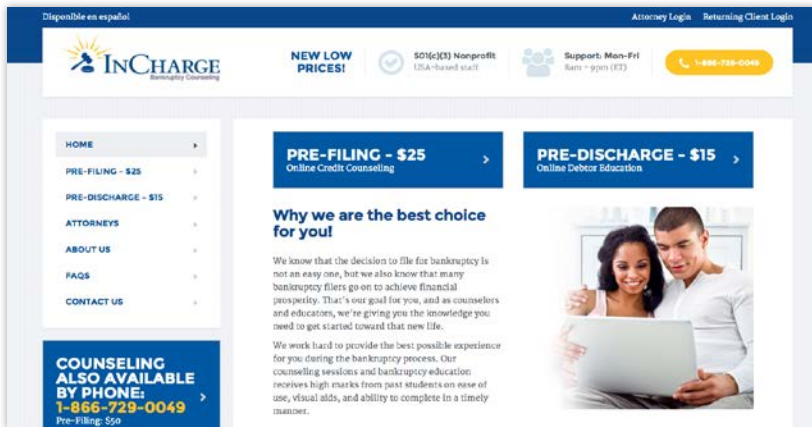 Disponible en español
Attorney Login Returning Client Login
INCHARGE
Bankruptcy Counseling
NEW LOW
PRICES!
501(c)(3) Nonprofit
USA-based staff
Support: Mon-Fri
8am - 9pm (ET)
1-866-729-0049
HOME
PRE-FILING - $25
PRE-DISCHARGE - $15
ATTORNEYS
ABOUT US
FAQS
CONTACT US
COUNSELING
ALSO AVAILABLE
BY PHONE:
1-866-729-0049
Pre-Filing: $50
PRE-FILING - $25
Online Credit Counseling
PRE-DISCHARGE - $15
Online Debtor Education
Why we are the best choice
for you!
We know that the decision to file for bankruptcy is
not an easy one, but we also know that many
bankruptcy filers go on to achieve financial
prosperity. That's our goal for you, and as counselors
and educators, we're giving you the knowledge you
need to get started toward that new life.
We work hard to provide the best possible experience
for you during the bankruptcy process. Our
counseling sessions and bankruptcy education
receives high marks from past students on ease of
use, visual aids, and ability to complete in a timely
manner.